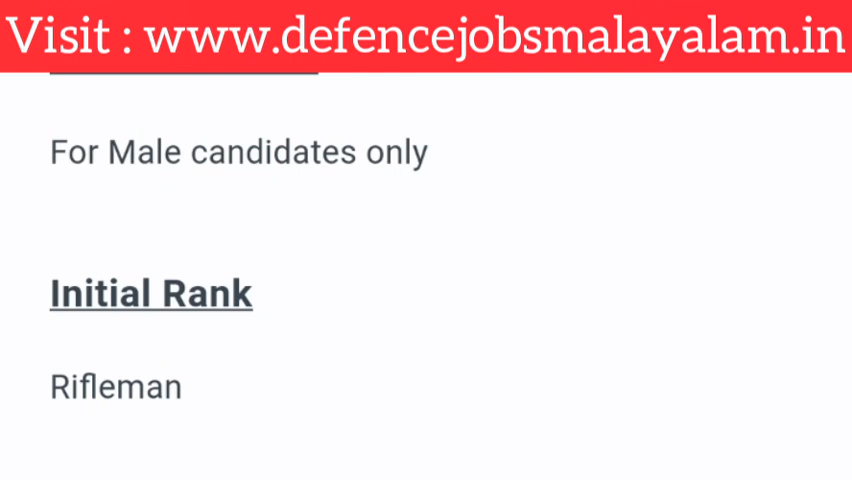 Visit : www.defencejobsmalayalam.in
For Male candidates only
Initial Rank
Rifleman